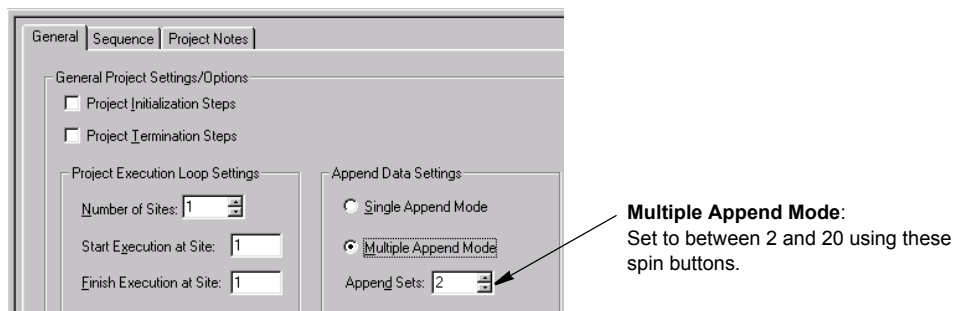 General Sequence Project Notes
General Project Settings/Options
Project Initialization Steps
Project Termination Steps
Project Execution Loop Settings
Number of Sites: 1
Start Execution at Site: 1
Finish Execution at Site: 1
Append Data Settings
Single Append Mode
Multiple Append Mode
Append Sets: 2
Multiple Append Mode:
Set to between 2 and 20 using these
spin buttons.